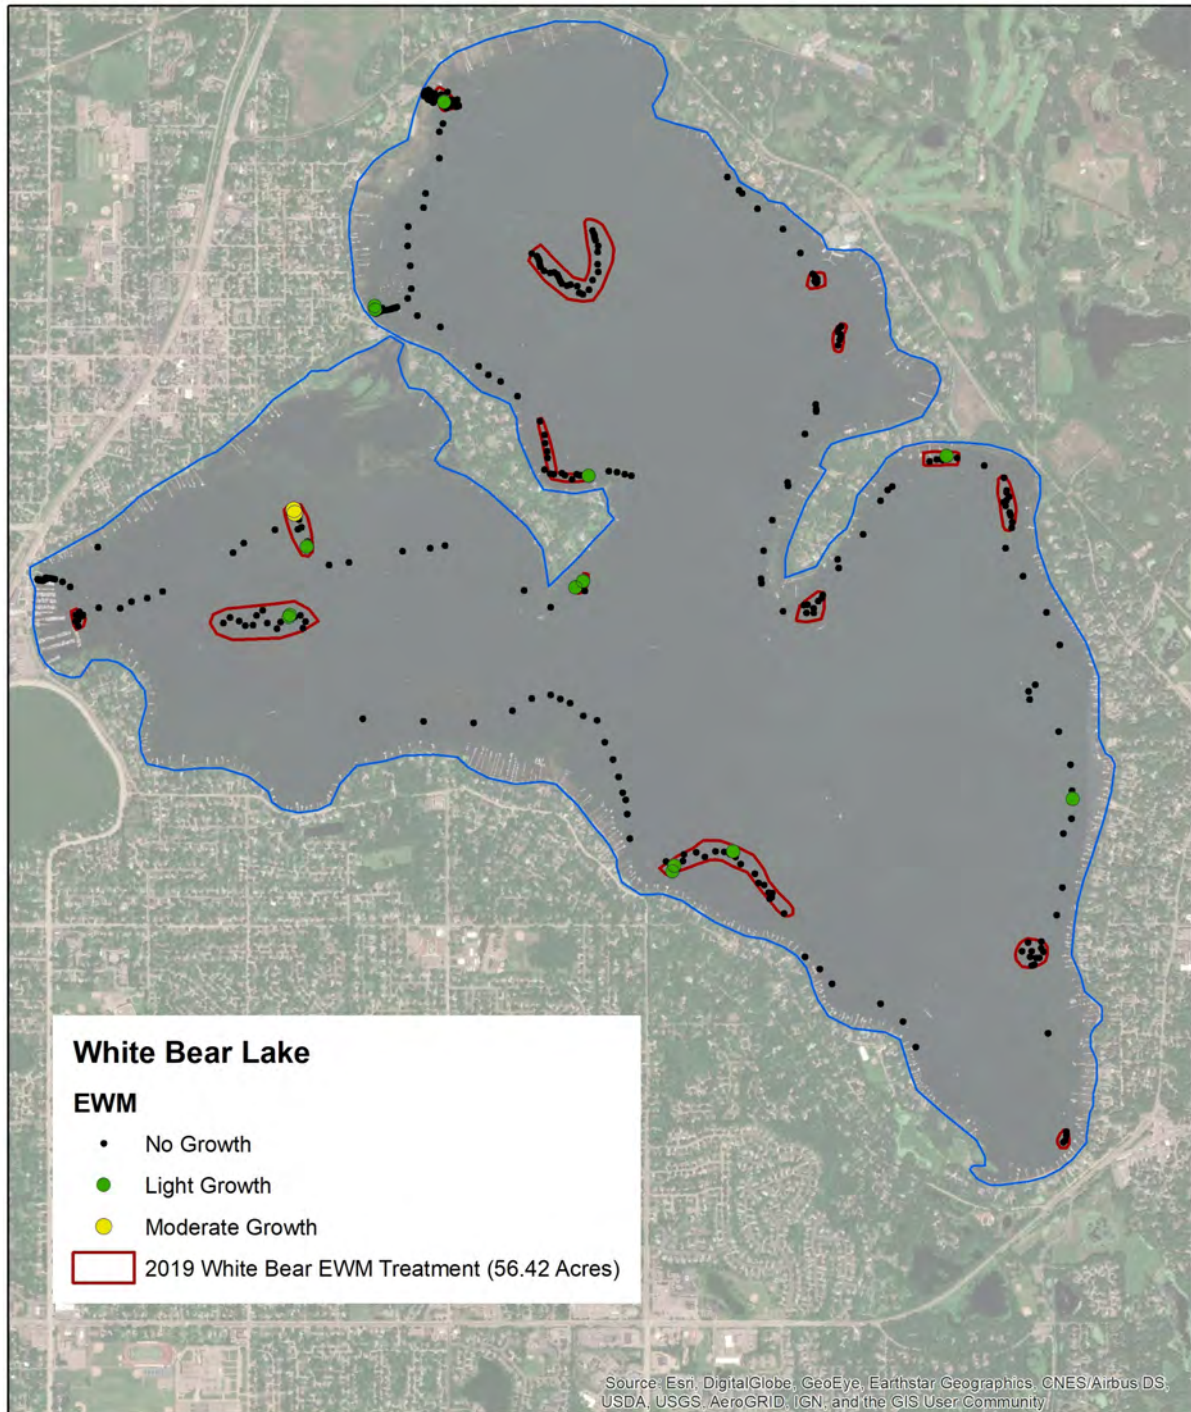 White Bear Lake
EWM
No Growth
Light Growth
Moderate Growth
2019 White Bear EWM Treatment (56.42 Acres)
Source: Esri, DigitalGlobe, GeoEye, Earthstar Geographics, CNES/Airbus DS,
USDA, USGS, AeroGRID, IGN, and the GIS User Community